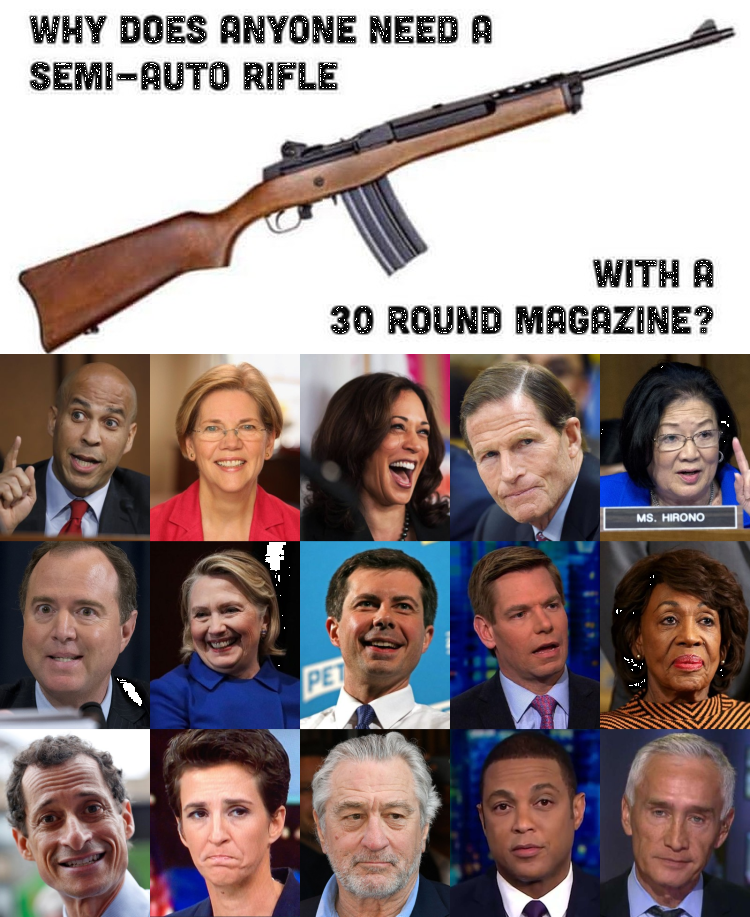 WHY DOES ANYONE NEED A
SEMI-AUTO RIFLE
WITH A
30 ROUND MAGAZINE?
MS. HIRONO
PET